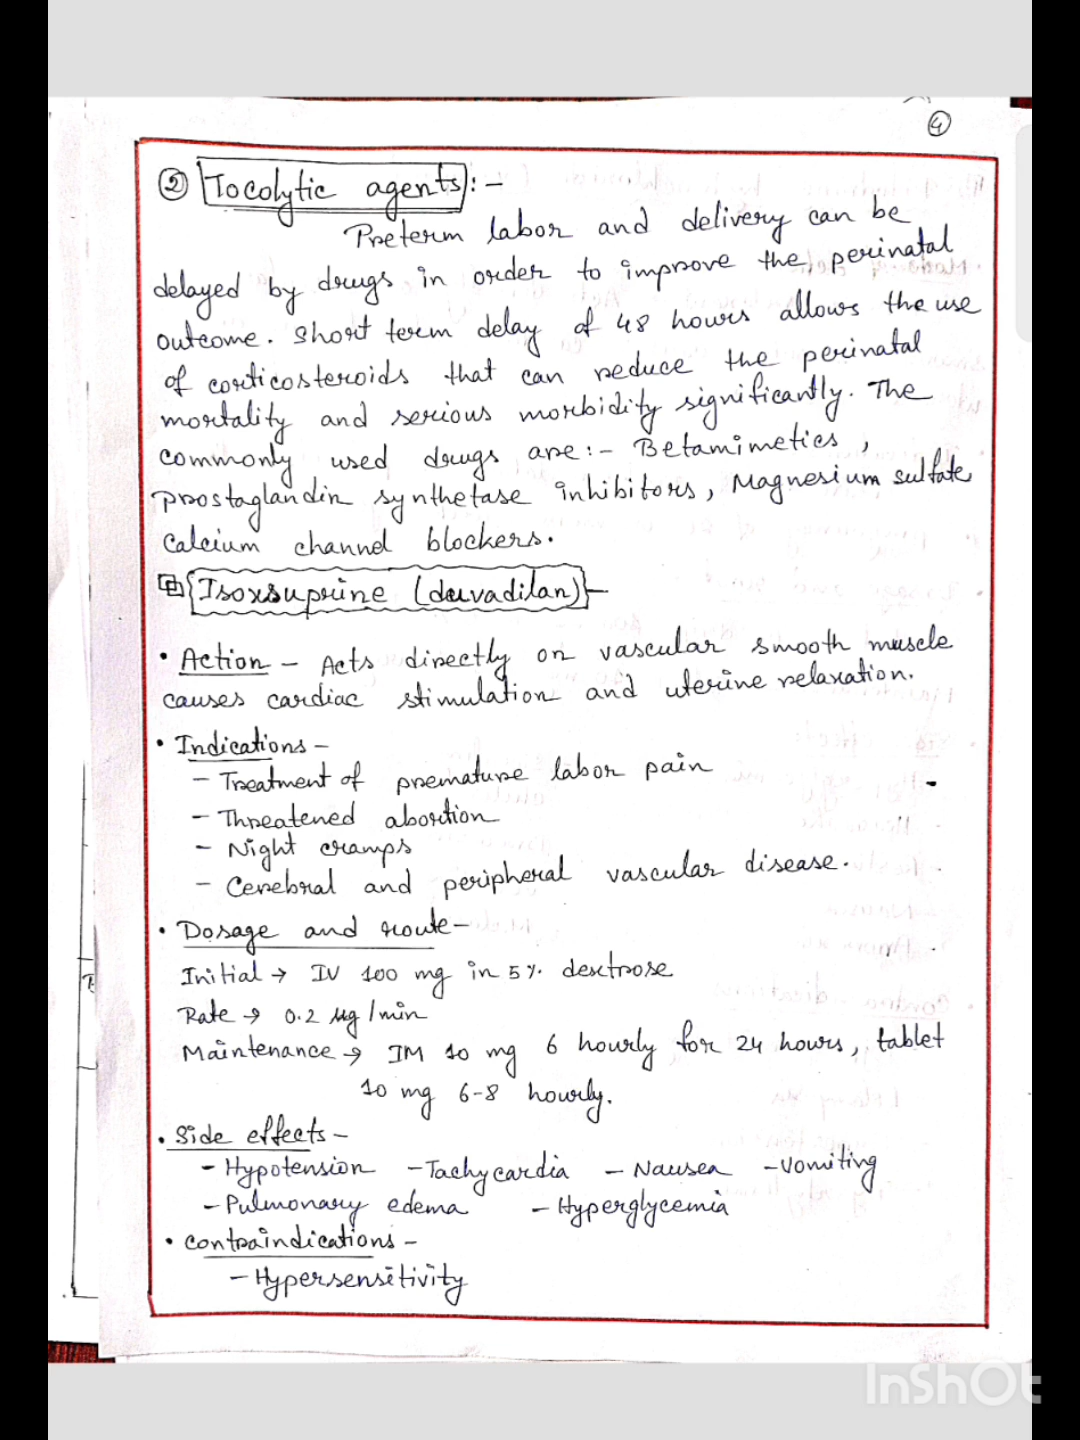 4
2 Tocolytic agents :-
Preterm labor and delivery can be
delayed by drugs in order to improve the perinatal
outcome. Short term delay of 48 hours allows the use
of corticosteroids that can reduce the perinatal
mortality and serious morbidity significantly. The
commonly used drugs are:- Betamimetics,
prostaglandin synthetase inhibitors, Magnesium sulfate
Calcium channel blockers.
Isoxsuprine (duvadilan) -
• Action - Acts directly on vascular smooth muscle
causes cardiac stimulation and uterine relaxation.
• Indications -
- Treatment of premature labor pain
- Threatened abortion
- Night cramps
- Cerebral and peripheral vascular disease.
• Dosage and route -
Initial → IV 100 mg in 5% dextrose
Rate → 0.2 µg/min
Maintenance → IM 10 mg 6 hourly for 24 hours, tablet
10 mg 6-8 hourly.
• Side effects -
- Hypotension - Tachycardia - Nausea - Vomiting
- Pulmonary edema - Hyperglycemia
• Contraindications -
- Hypersensitivity
InShOt